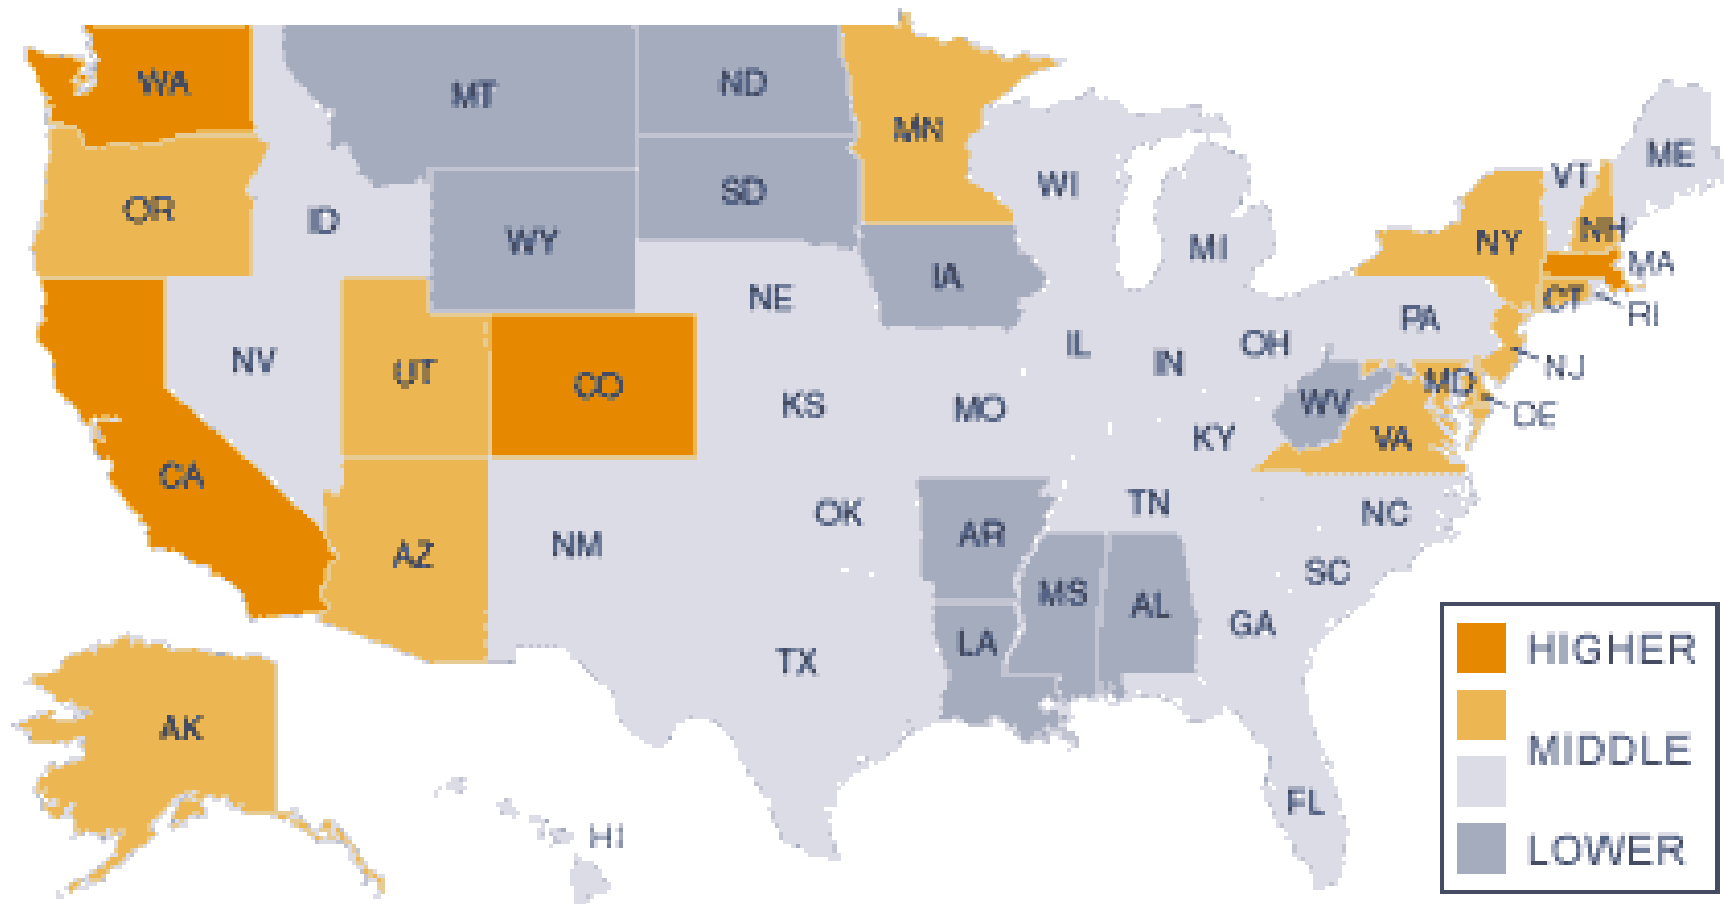 WA
MT
ND
MN
OR
ID
WY
SD
WI
MI
NY
VT
NH
ME
MA
CT
RI
NV
UT
CO
NE
IA
IL
IN
OH
PA
NJ
MD
DE
WV
VA
KY
KS
MO
CA
AZ
NM
OK
AR
TN
NC
SC
MS
AL
GA
LA
TX
FL
AK
HI
HIGHER
MIDDLE
LOWER